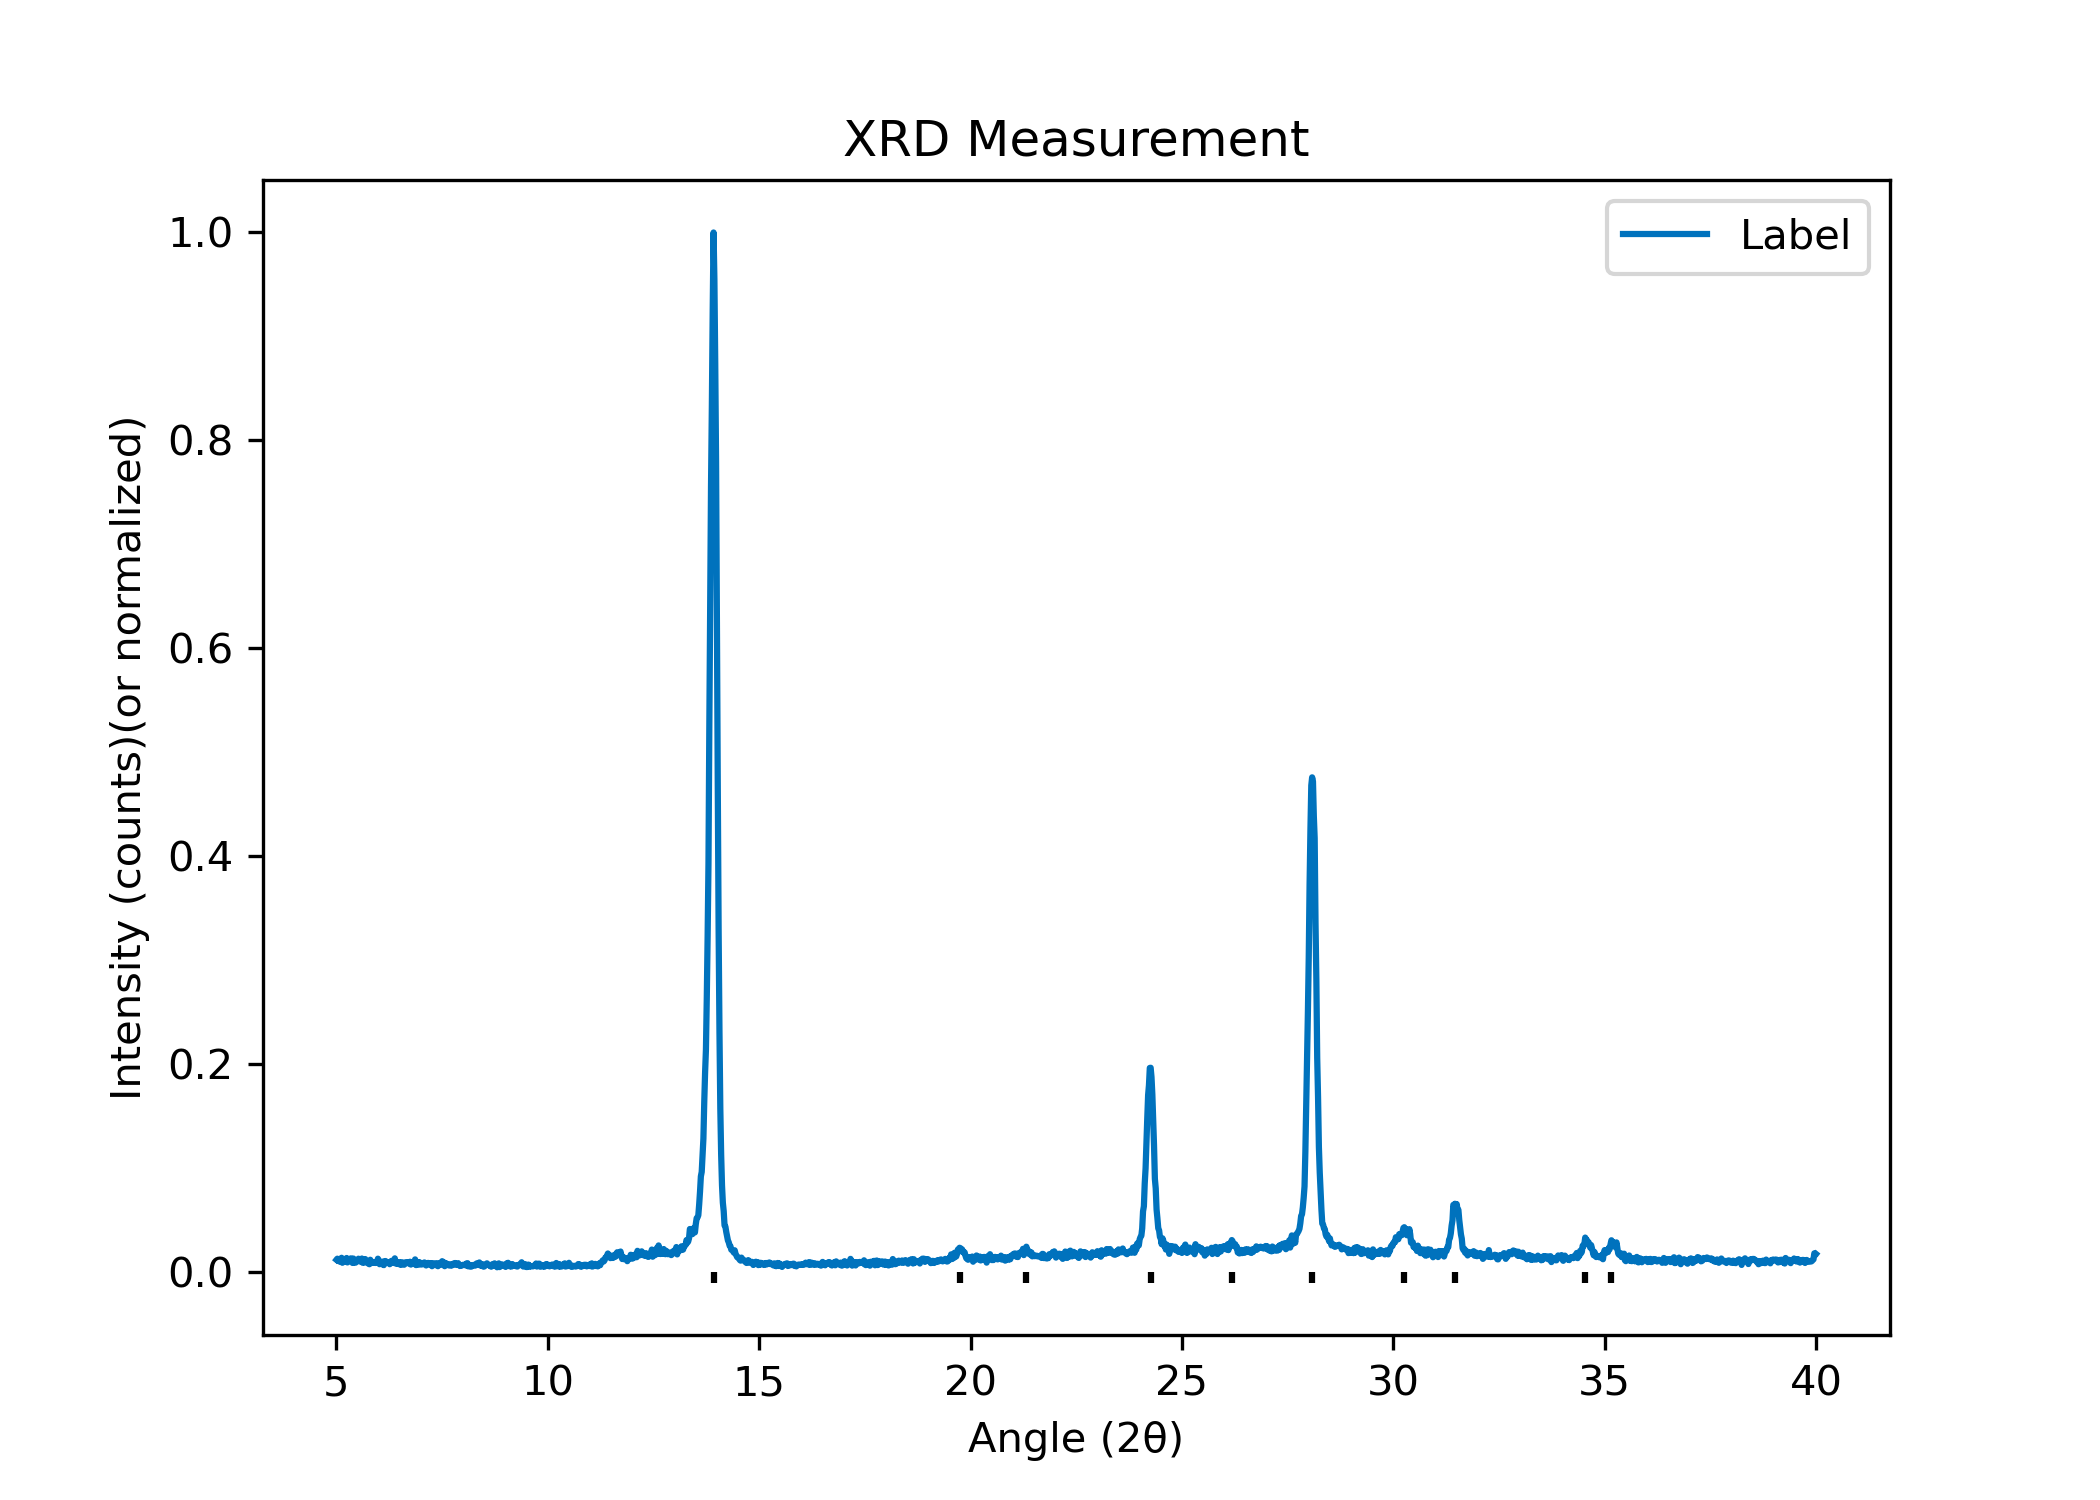 XRD Measurement
Label
1.0
0.8
0.6
0.4
0.2
0.0
Intensity (counts)(or normalized)
5 10 15 20 25 30 35 40
Angle (2θ)